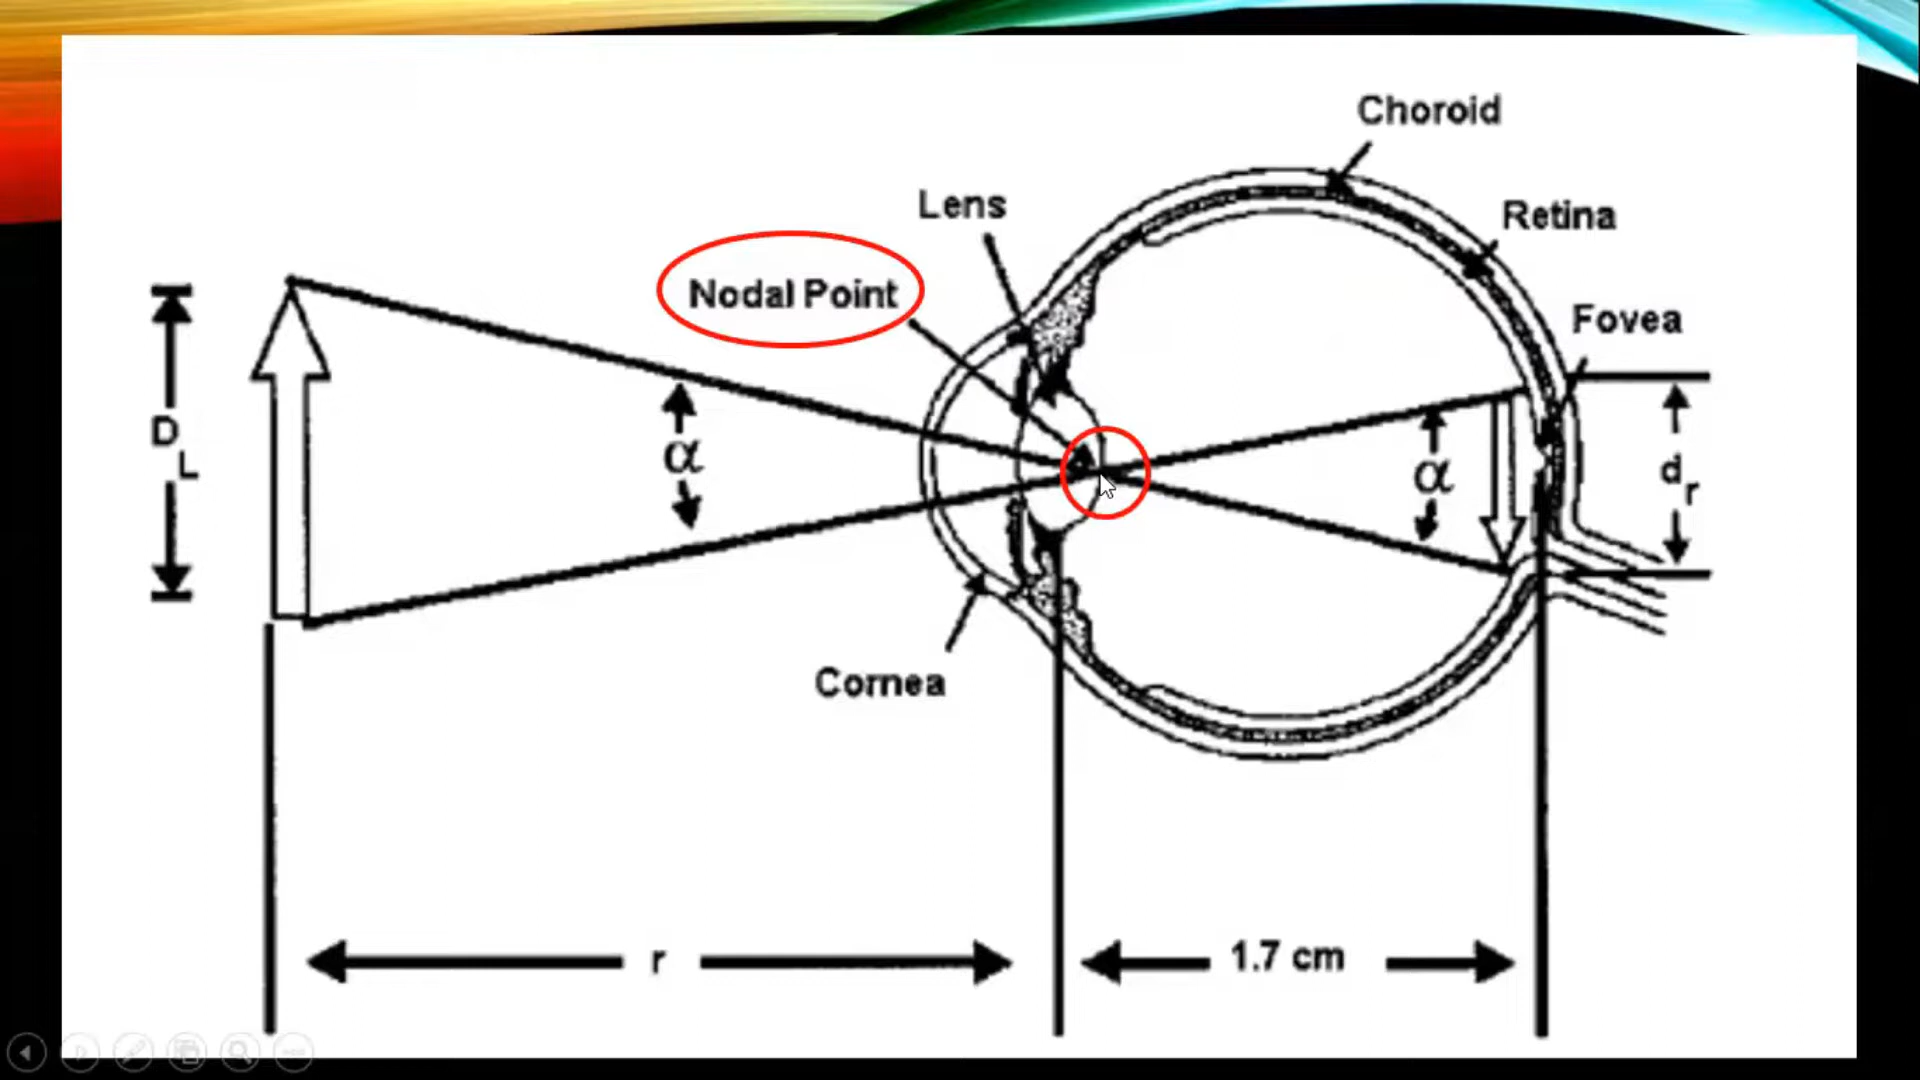 Choroid
Lens
Retina
Nodal Point
Fovea
D
L
α
α
d
r
Cornea
r
1.7 cm